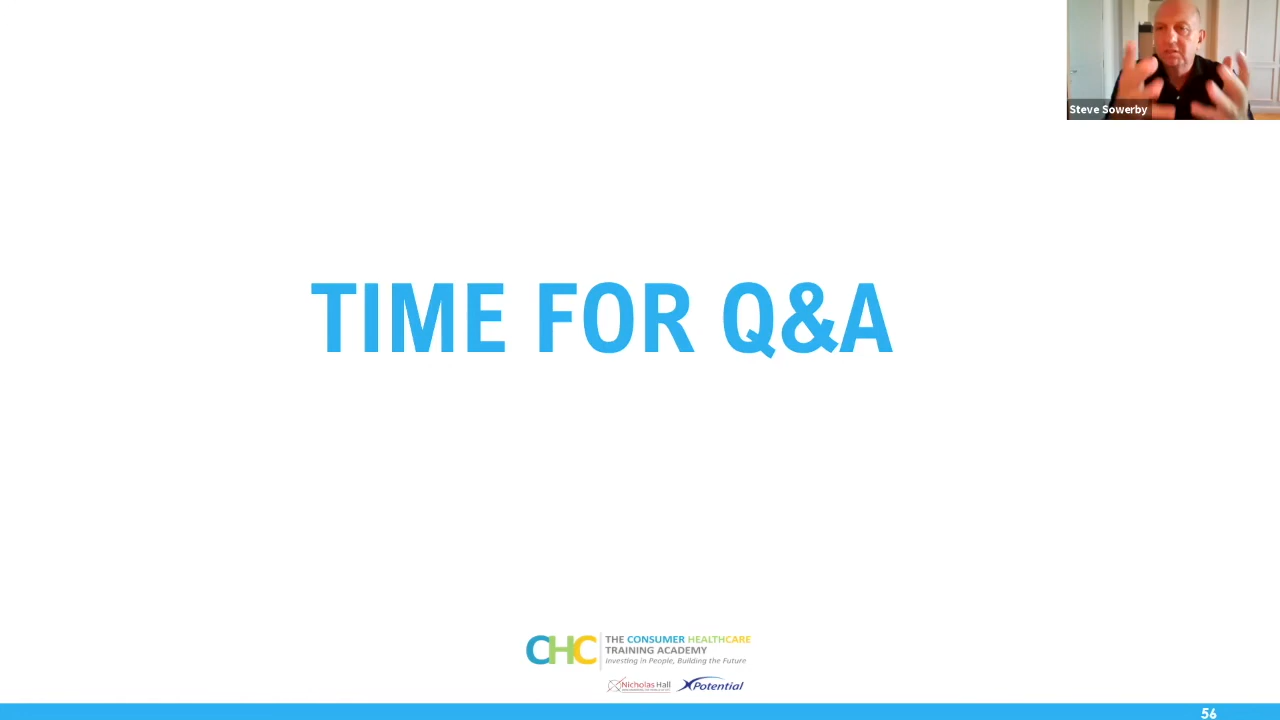 Steve Sowerby
TIME FOR Q&A
CHC
THE CONSUMER HEALTHCARE
TRAINING ACADEMY
Investing in People, Building the Future
Nicholas Hall
XPotential
56